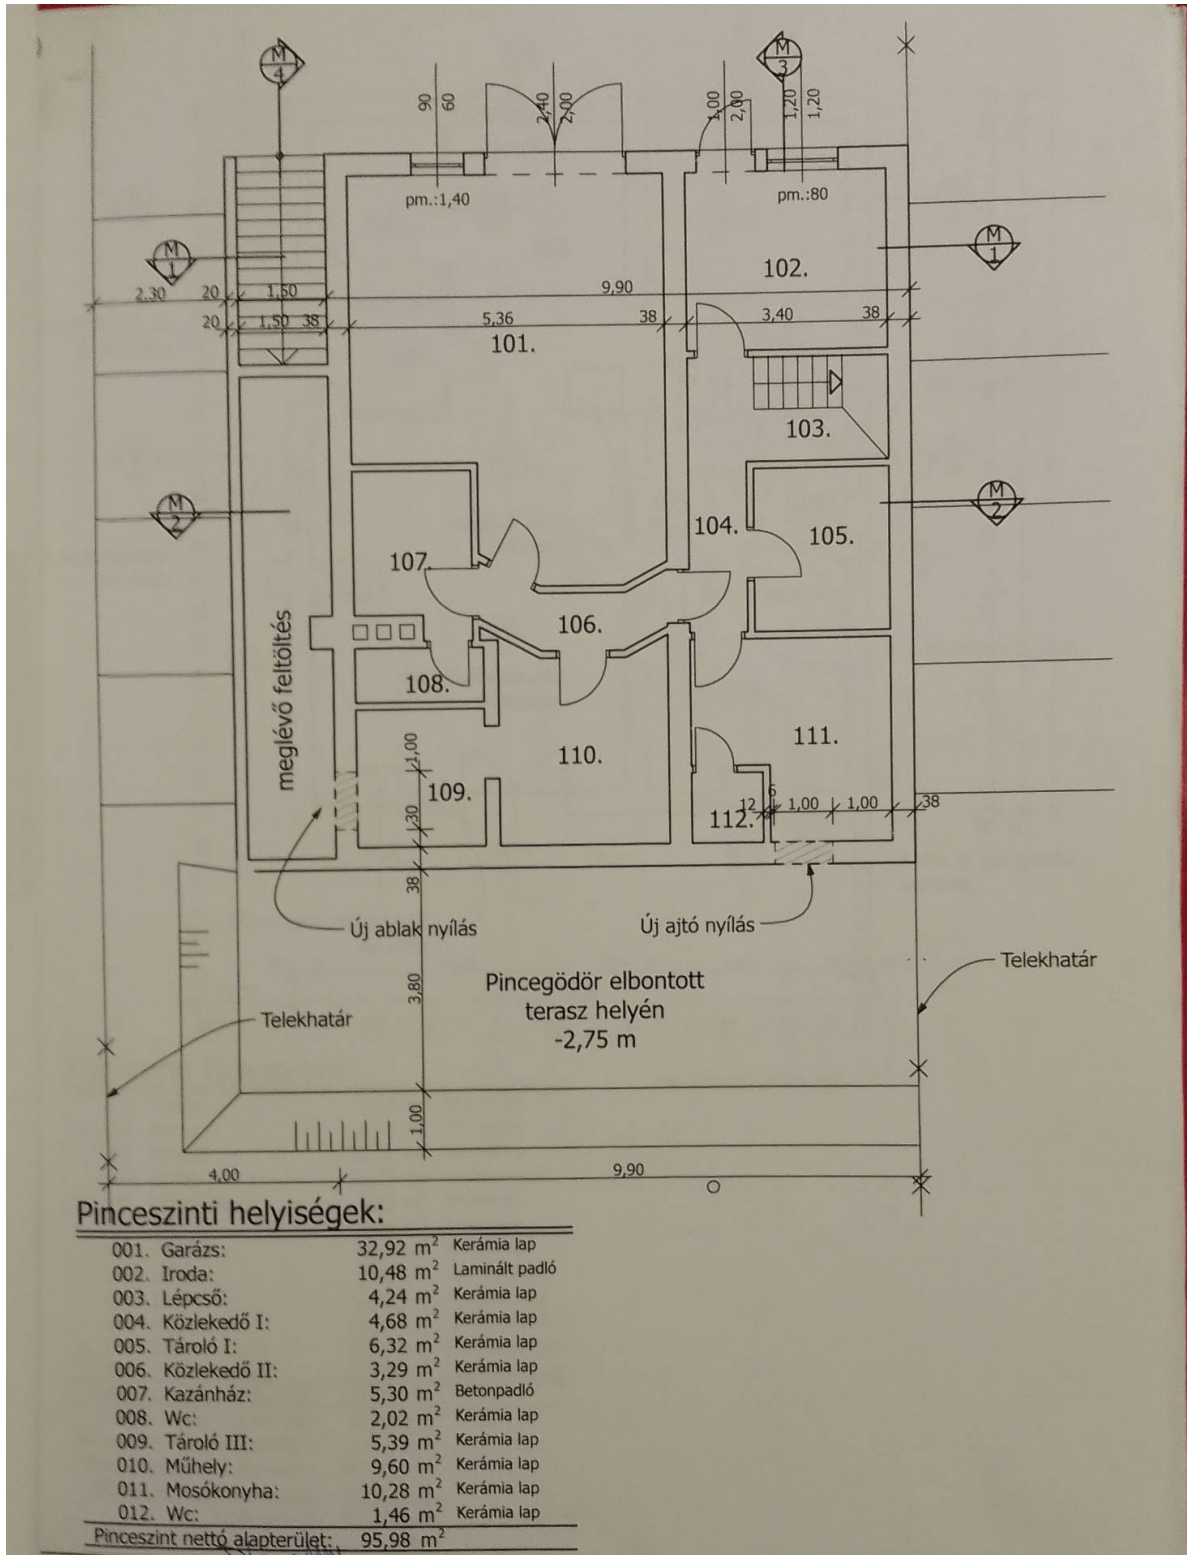 M
4
M
3
90
60
2,40
2,00
1,00
2,00
1,20
1,20
pm.:1,40
pm.:80
M
1
M
1
102.
2,30 20 1,50 9,90
20 1,50 38 5,36 38 3,40 38
101.
103.
M
2
M
2
104.
105.
107.
106.
meglévő feltöltés
108.
111.
110.
1,00
109.
30
12 6 1,00 1,00 38
112.
38
Új ablak nyílás
Új ajtó nyílás
Telekhatár
3,80
Pincegödör elbontott
terasz helyén
-2,75 m
Telekhatár
1,00
4,00 9,90
Pinceszinti helyiségek:
001. Garázs: 32,92 m² Kerámia lap
002. Iroda: 10,48 m² Laminált padló
003. Lépcső: 4,24 m² Kerámia lap
004. Közlekedő I: 4,68 m² Kerámia lap
005. Tároló I: 6,32 m² Kerámia lap
006. Közlekedő II: 3,29 m² Kerámia lap
007. Kazánház: 5,30 m² Betonpadló
008. Wc: 2,02 m² Kerámia lap
009. Tároló III: 5,39 m² Kerámia lap
010. Műhely: 9,60 m² Kerámia lap
011. Mosókonyha: 10,28 m² Kerámia lap
012. Wc: 1,46 m² Kerámia lap
Pinceszint nettó alapterület: 95,98 m²